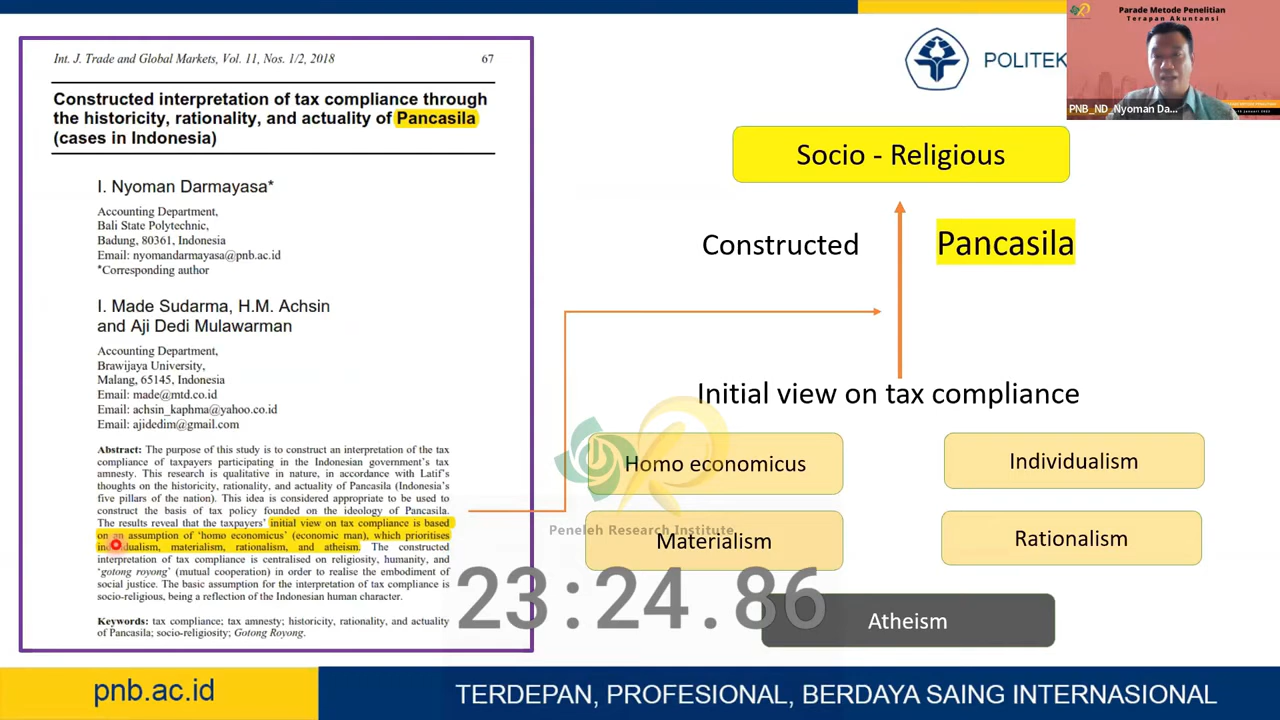 Int. J. Trade and Global Markets, Vol. 11, Nos. 1/2, 2018 67
Constructed interpretation of tax compliance through
the historicity, rationality, and actuality of Pancasila
(cases in Indonesia)
I. Nyoman Darmayasa*
Accounting Department,
Bali State Polytechnic,
Badung, 80361, Indonesia
Email: nyomandarmayasa@pnb.ac.id
*Corresponding author
I. Made Sudarma, H.M. Achsin
and Aji Dedi Mulawarman
Accounting Department,
Brawijaya University,
Malang, 65145, Indonesia
Email: made@mtd.co.id
Email: achsin_kaphma@yahoo.co.id
Email: ajidedim@gmail.com
Abstract: The purpose of this study is to construct an interpretation of the tax
compliance of taxpayers participating in the Indonesian government's tax
amnesty. This research is qualitative in nature, in accordance with Latif's
thoughts on the historicity, rationality, and actuality of Pancasila (Indonesia's
five pillars of the nation). This idea is considered appropriate to be used to
construct the basis of tax policy founded on the ideology of Pancasila.
The results reveal that the taxpayers' initial view on tax compliance is based
on an assumption of 'homo economicus' (economic man), which prioritises
materialism, rationalism, and atheism. The constructed
interpretation of tax compliance is centralised on religiosity, humanity, and
'gotong royong' (mutual cooperation) in order to realise the embodiment of
social justice. The basic assumption for the interpretation of tax compliance is
socio-religious, being a reflection of the Indonesian human character.
Keywords: tax compliance; tax amnesty; historicity, rationality, and actuality
of Pancasila; socio-religiosity; Gotong Royong.
POLITEK
Parade Metode Penelitian
Terapan Akuntansi
PNB_ND_Nyoman Da...
Socio - Religious
Constructed
Pancasila
Initial view on tax compliance
Homo economicus
Individualism
Peneleh Research Institute
Materialism
Rationalism
23:24.86
Atheism
pnb.ac.id
TERDEPAN, PROFESIONAL, BERDAYA SAING INTERNASIONAL